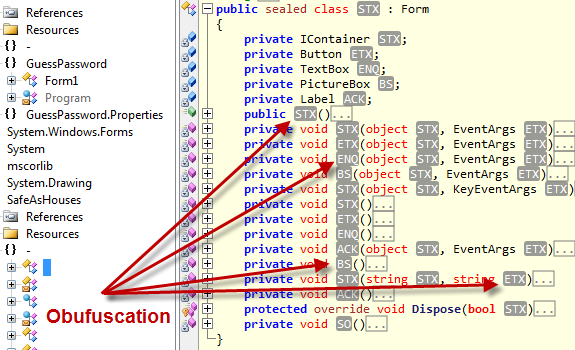 References
Resources
-
GuessPassword
Form1
Program
GuessPassword.Properties
System.Windows.Forms
System
mscorlib
System.Drawing
SafeAsHouses
References
Resources
-
Obufuscation
public sealed class STX : Form
{
private IContainer STX;
private Button ETX;
private TextBox ENQ;
private PictureBox BS;
private Label ACK;
public STX()...
private void STX(object STX, EventArgs ETX)...
private void ETX(object STX, EventArgs ETX)...
private void ENQ(object STX, EventArgs ETX)...
private void BS(object STX, EventArgs ETX)...
private void STX(object STX, KeyEventArgs ETX)
private void STX()...
private void ETX()...
private void ENQ()...
private void ACK(object STX, EventArgs ETX)...
private void BS()...
private void STX(string STX, string ETX)...
private void ACK()...
protected override void Dispose(bool STX)...
private void SO()...
}